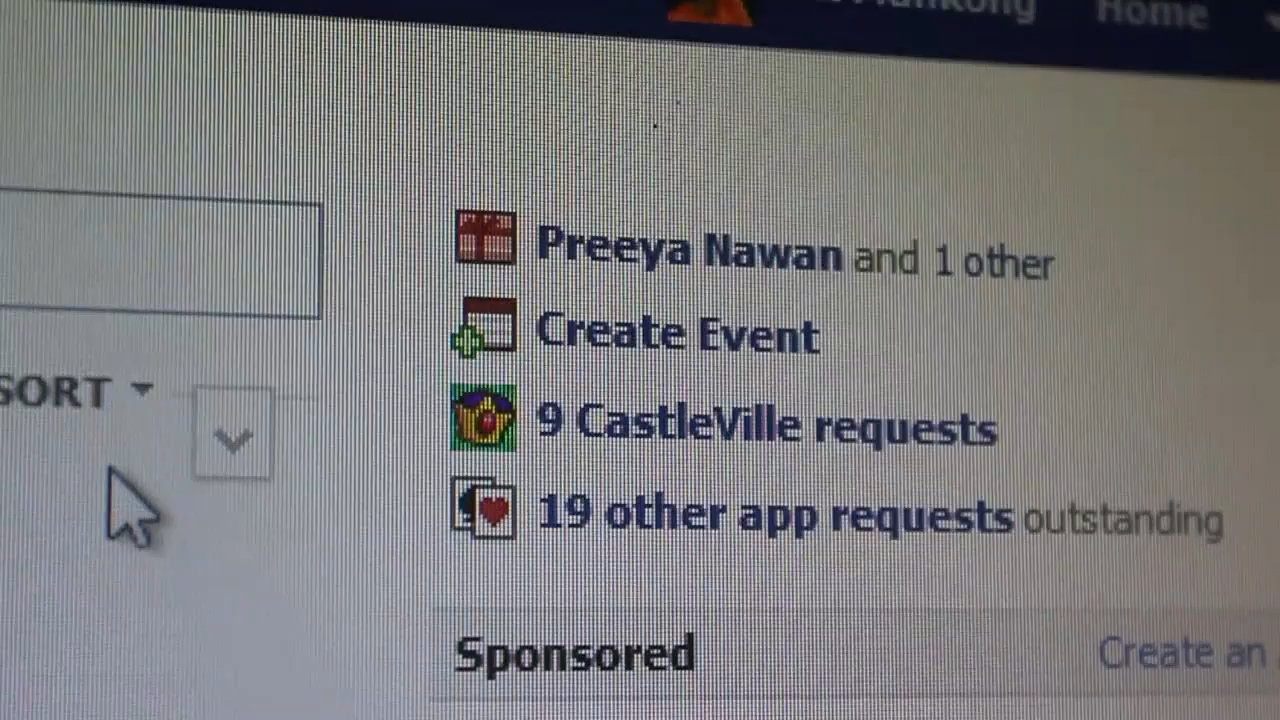 Home
Preeya Nawan and 1 other
Create Event
SORT
9 CastleVille requests
19 other app requests outstanding
Sponsored
Create an